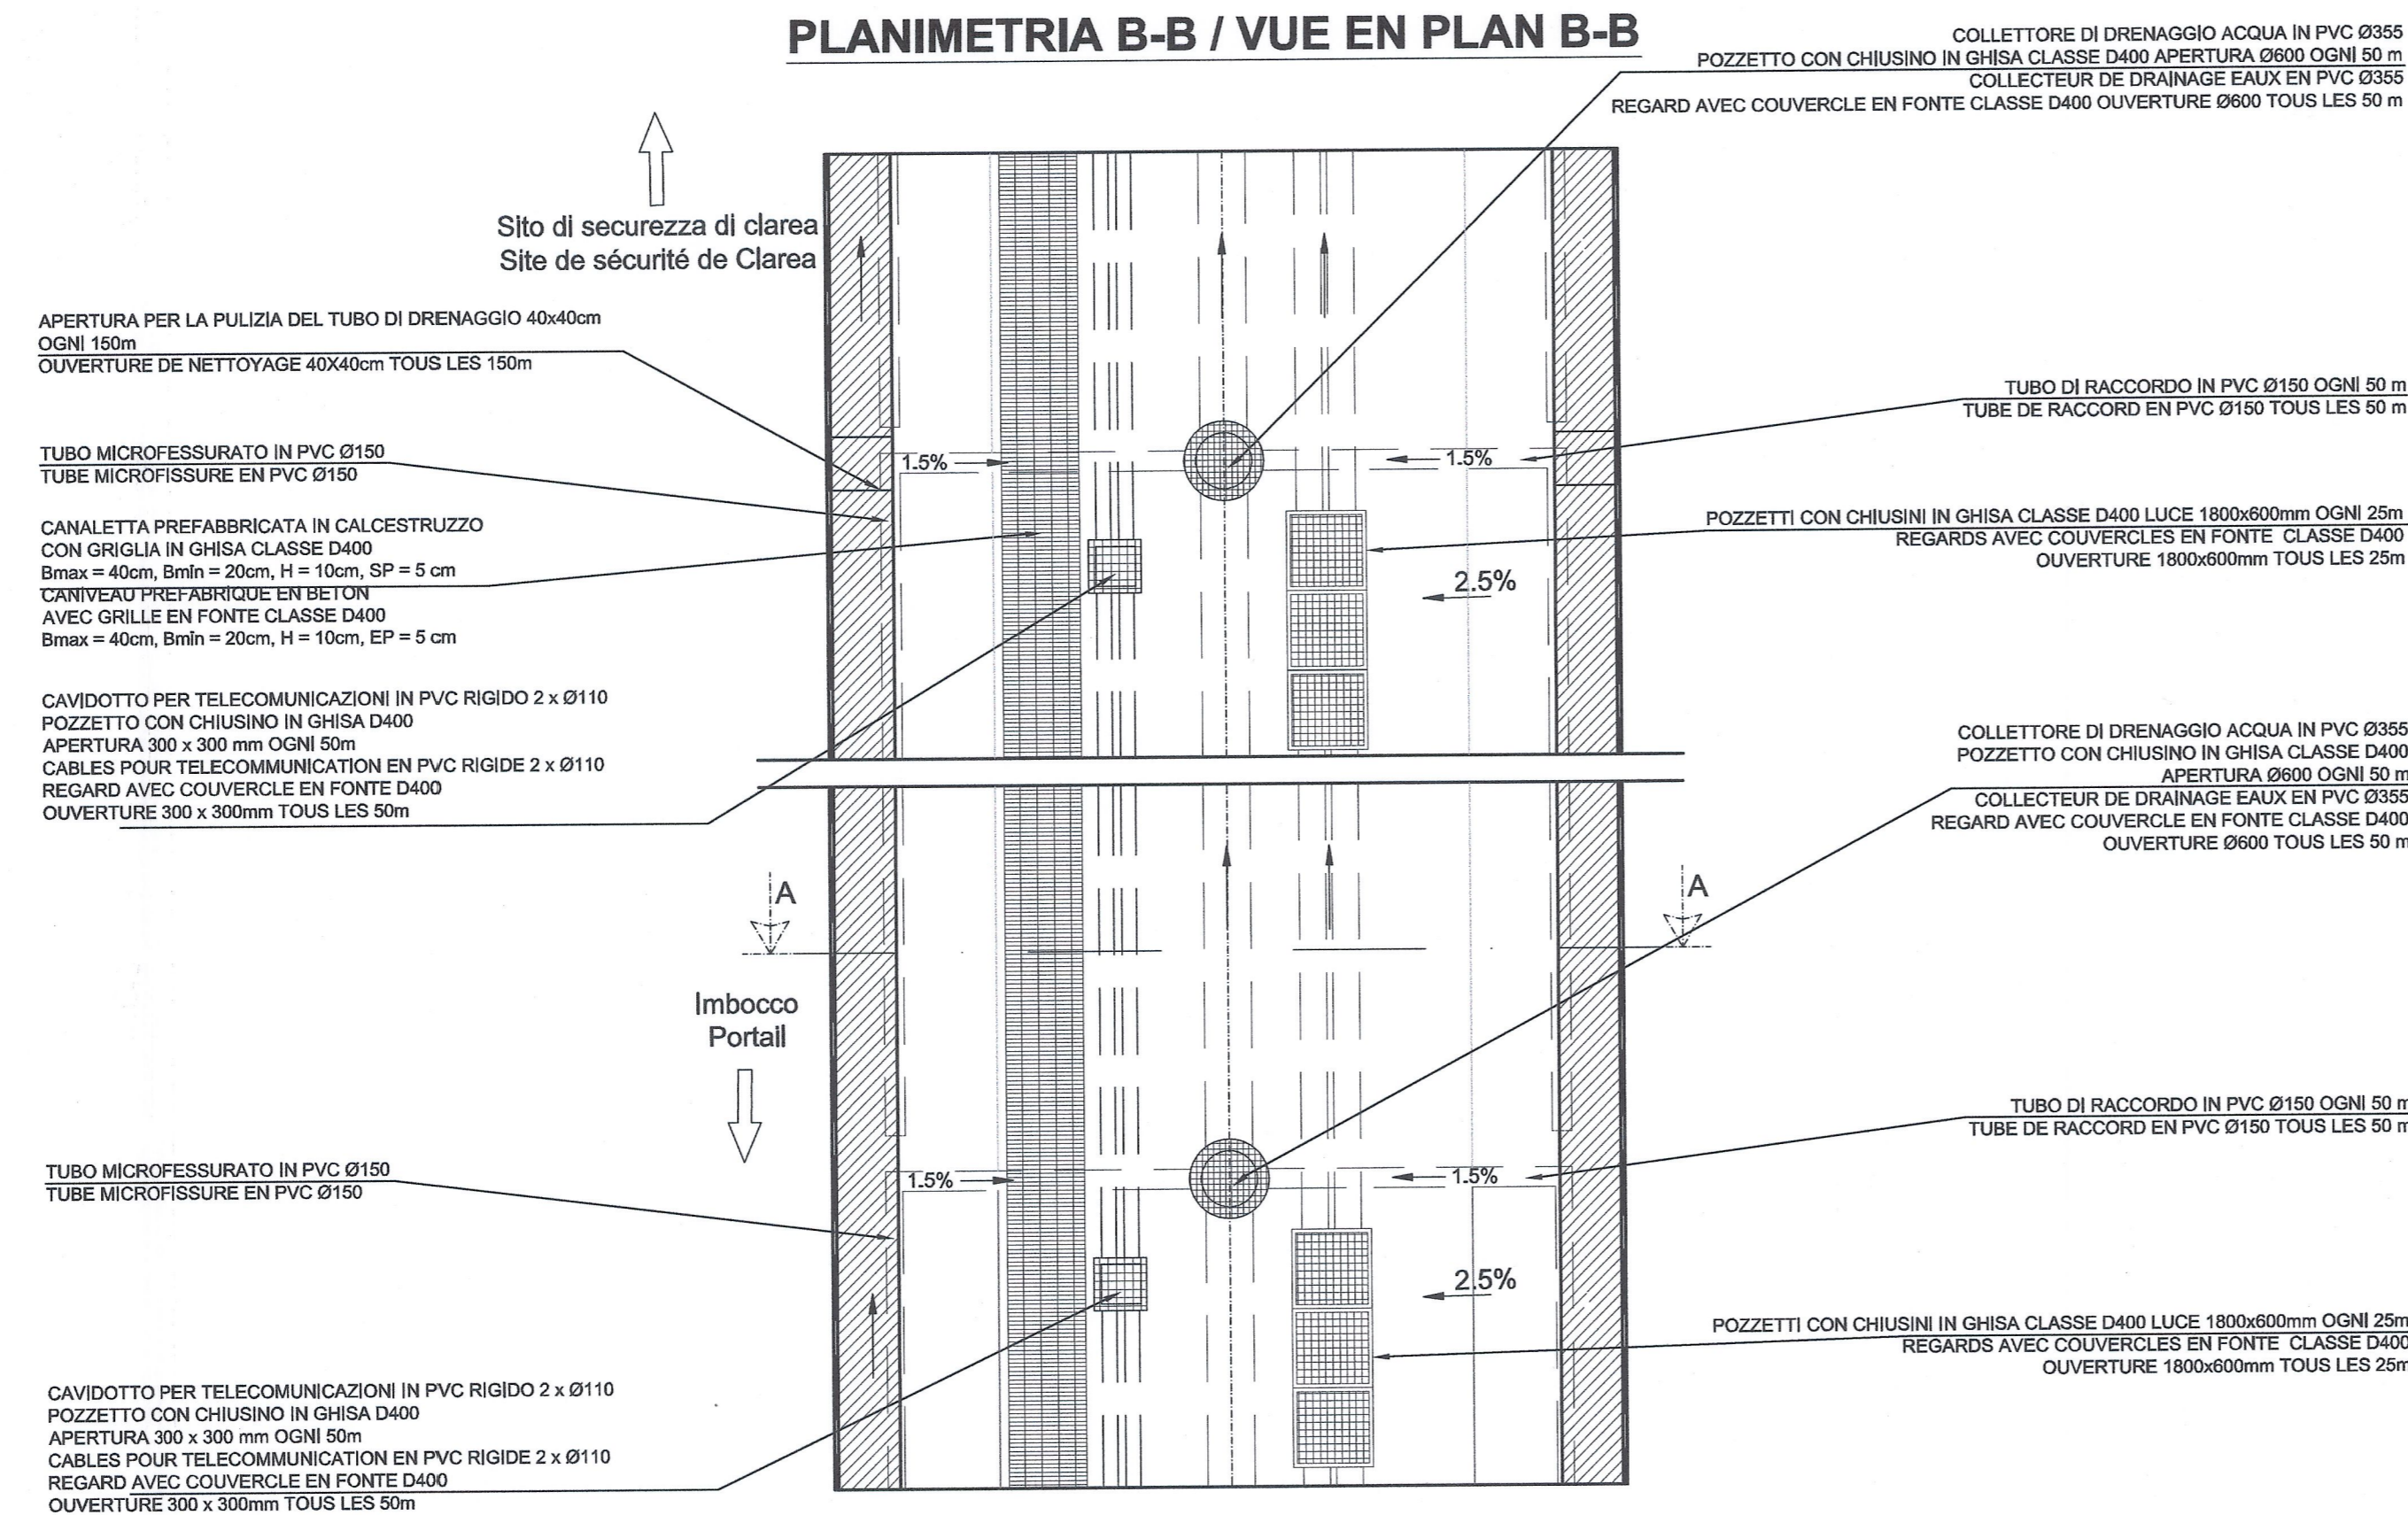 PLANIMETRIA B-B / VUE EN PLAN B-B
COLLETTORE DI DRENAGGIO ACQUA IN PVC Ø355
POZZETTO CON CHIUSINO IN GHISA CLASSE D400 APERTURA Ø600 OGNI 50 m
COLLECTEUR DE DRAINAGE EAUX EN PVC Ø355
REGARD AVEC COUVERCLE EN FONTE CLASSE D400 OUVERTURE Ø600 TOUS LES 50 m
Sito di securezza di clarea
Site de sécurité de Clarea
APERTURA PER LA PULIZIA DEL TUBO DI DRENAGGIO 40x40cm
OGNI 150m
OUVERTURE DE NETTOYAGE 40X40cm TOUS LES 150m
TUBO DI RACCORDO IN PVC Ø150 OGNI 50 m
TUBE DE RACCORD EN PVC Ø150 TOUS LES 50 m
TUBO MICROFESSURATO IN PVC Ø150
TUBE MICROFISSURE EN PVC Ø150
1.5%
1.5%
CANALETTA PREFABBRICATA IN CALCESTRUZZO
CON GRIGLIA IN GHISA CLASSE D400
Bmax = 40cm, Bmin = 20cm, H = 10cm, SP = 5 cm
CANIVEAU PREFABRIQUE EN BETON
AVEC GRILLE EN FONTE CLASSE D400
Bmax = 40cm, Bmin = 20cm, H = 10cm, EP = 5 cm
POZZETTI CON CHIUSINI IN GHISA CLASSE D400 LUCE 1800x600mm OGNI 25m
REGARDS AVEC COUVERCLES EN FONTE CLASSE D400
OUVERTURE 1800x600mm TOUS LES 25m
2.5%
CAVIDOTTO PER TELECOMUNICAZIONI IN PVC RIGIDO 2 x Ø110
POZZETTO CON CHIUSINO IN GHISA D400
APERTURA 300 x 300 mm OGNI 50m
CABLES POUR TELECOMMUNICATION EN PVC RIGIDE 2 x Ø110
REGARD AVEC COUVERCLE EN FONTE D400
OUVERTURE 300 x 300mm TOUS LES 50m
COLLETTORE DI DRENAGGIO ACQUA IN PVC Ø355
POZZETTO CON CHIUSINO IN GHISA CLASSE D400
APERTURA Ø600 OGNI 50 m
COLLECTEUR DE DRAINAGE EAUX EN PVC Ø355
REGARD AVEC COUVERCLE EN FONTE CLASSE D400
OUVERTURE Ø600 TOUS LES 50 m
A
A
Imbocco
Portail
TUBO DI RACCORDO IN PVC Ø150 OGNI 50 m
TUBE DE RACCORD EN PVC Ø150 TOUS LES 50 m
TUBO MICROFESSURATO IN PVC Ø150
TUBE MICROFISSURE EN PVC Ø150
1.5%
1.5%
2.5%
POZZETTI CON CHIUSINI IN GHISA CLASSE D400 LUCE 1800x600mm OGNI 25m
REGARDS AVEC COUVERCLES EN FONTE CLASSE D400
OUVERTURE 1800x600mm TOUS LES 25m
CAVIDOTTO PER TELECOMUNICAZIONI IN PVC RIGIDO 2 x Ø110
POZZETTO CON CHIUSINO IN GHISA D400
APERTURA 300 x 300 mm OGNI 50m
CABLES POUR TELECOMMUNICATION EN PVC RIGIDE 2 x Ø110
REGARD AVEC COUVERCLE EN FONTE D400
OUVERTURE 300 x 300mm TOUS LES 50m